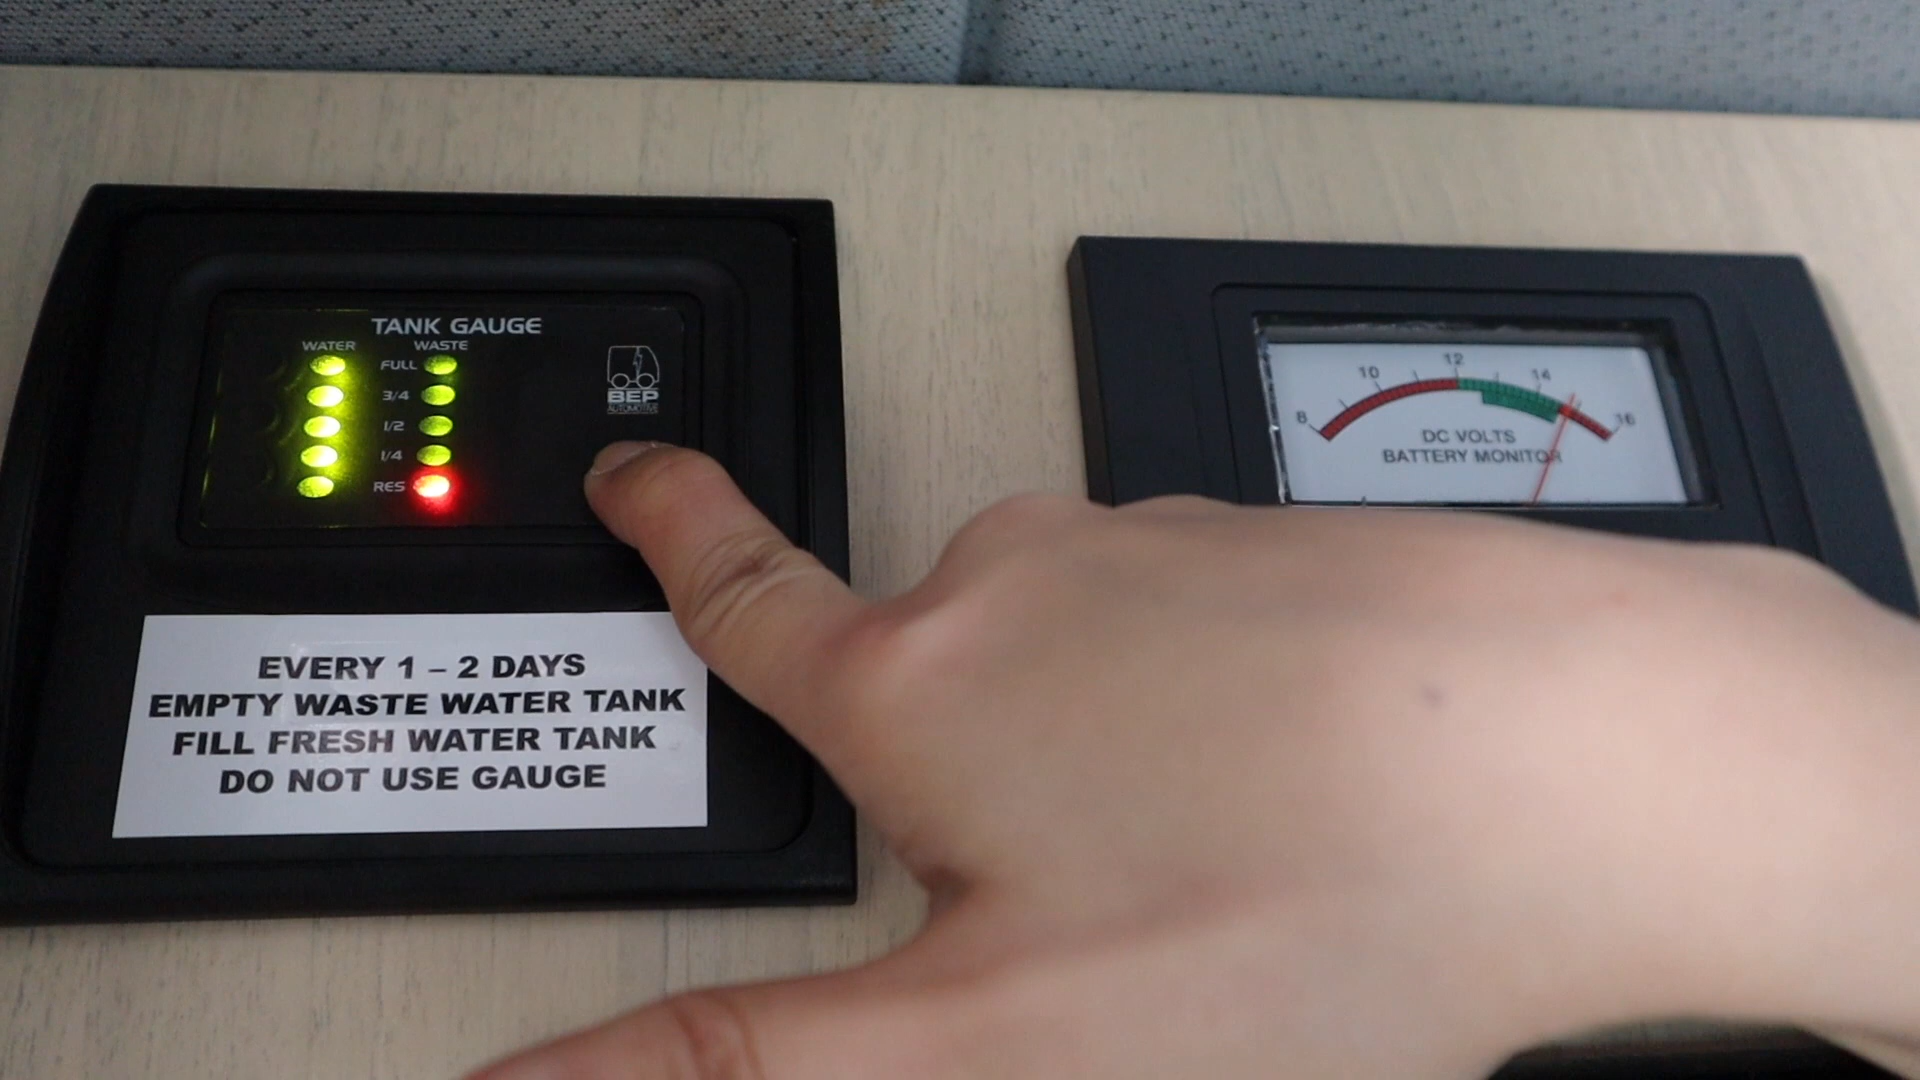 TANK GAUGE
WATER WASTE
FULL
3/4
1/2
1/4
RES
BEP
AUTOMOTIVE
EVERY 1 – 2 DAYS
EMPTY WASTE WATER TANK
FILL FRESH WATER TANK
DO NOT USE GAUGE
8 10 12 14 16
DC VOLTS
BATTERY MONITOR